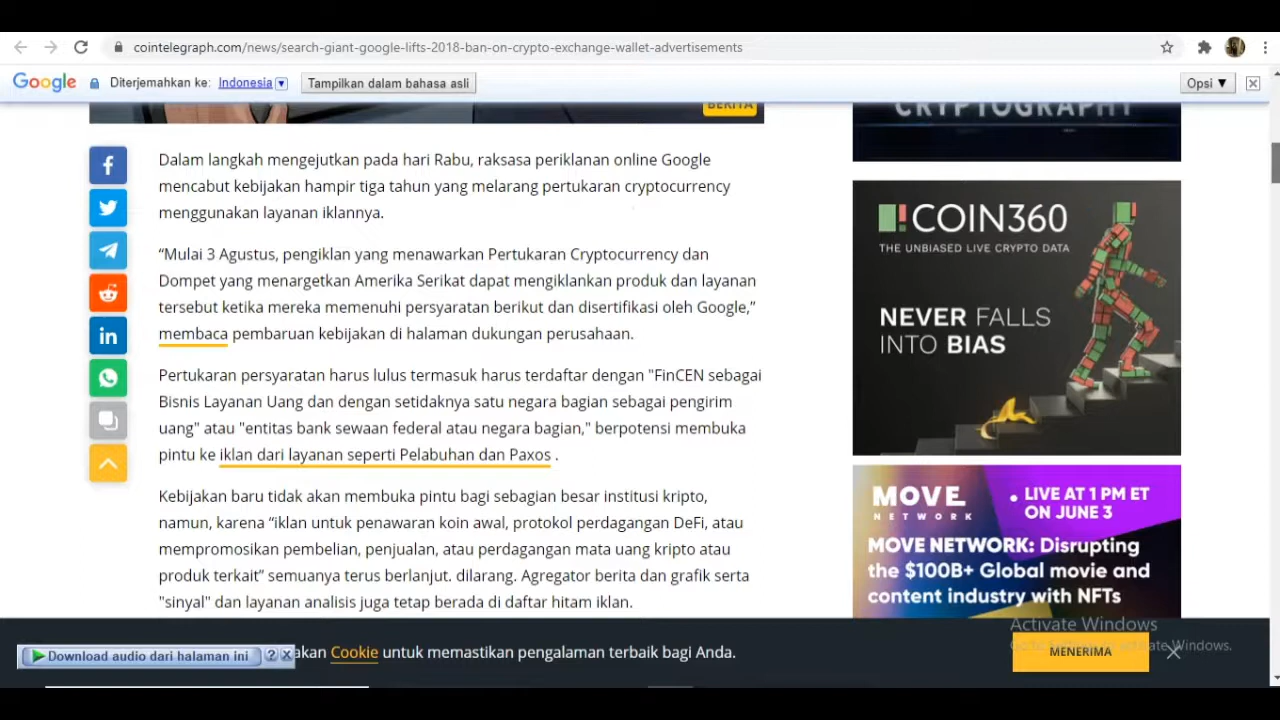 cointelegraph.com/news/search-giant-google-lifts-2018-ban-on-crypto-exchange-wallet-advertisements
Google Diterjemahkan ke: Indonesia Tampilkan dalam bahasa asli Opsi ▼
BERITA
CRYPTOGRAPHY
Dalam langkah mengejutkan pada hari Rabu, raksasa periklanan online Google
mencabut kebijakan hampir tiga tahun yang melarang pertukaran cryptocurrency
menggunakan layanan iklannya.
“Mulai 3 Agustus, pengiklan yang menawarkan Pertukaran Cryptocurrency dan
Dompet yang menargetkan Amerika Serikat dapat mengiklankan produk dan layanan
tersebut ketika mereka memenuhi persyaratan berikut dan disertifikasi oleh Google,”
membaca pembaruan kebijakan di halaman dukungan perusahaan.
Pertukaran persyaratan harus lulus termasuk harus terdaftar dengan "FinCEN sebagai
Bisnis Layanan Uang dan dengan setidaknya satu negara bagian sebagai pengirim
uang" atau "entitas bank sewaan federal atau negara bagian," berpotensi membuka
pintu ke iklan dari layanan seperti Pelabuhan dan Paxos .
Kebijakan baru tidak akan membuka pintu bagi sebagian besar institusi kripto,
namun, karena “iklan untuk penawaran koin awal, protokol perdagangan DeFi, atau
mempromosikan pembelian, penjualan, atau perdagangan mata uang kripto atau
produk terkait” semuanya terus berlanjut. dilarang. Agregator berita dan grafik serta
"sinyal" dan layanan analisis juga tetap berada di daftar hitam iklan.
COIN360
THE UNBIASED LIVE CRYPTO DATA
NEVER FALLS
INTO BIAS
MOVE
NETWORK
• LIVE AT 1 PM ET
ON JUNE 3
MOVE NETWORK: Disrupting
the $100B+ Global movie and
content industry with NFTs
Activate Windows
Download audio dari halaman ini
akan Cookie untuk memastikan pengalaman terbaik bagi Anda.
MENERIMA
Windows.